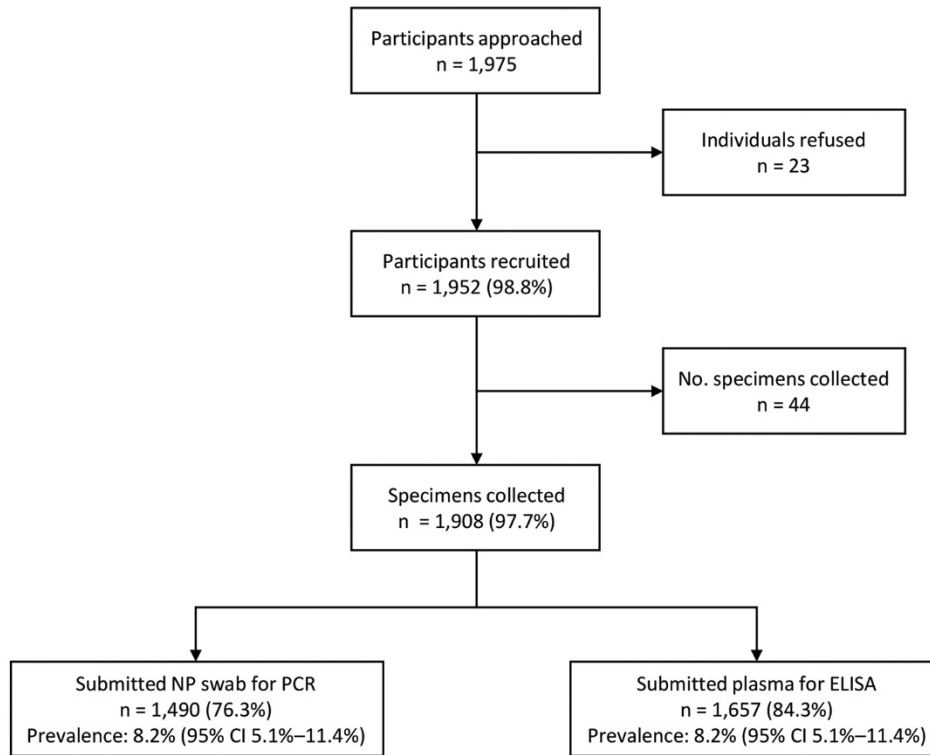 Participants approached
n = 1,975
Individuals refused
n = 23
Participants recruited
n = 1,952 (98.8%)
No. specimens collected
n = 44
Specimens collected
n = 1,908 (97.7%)
Submitted NP swab for PCR
n = 1,490 (76.3%)
Prevalence: 8.2% (95% CI 5.1%–11.4%)
Submitted plasma for ELISA
n = 1,657 (84.3%)
Prevalence: 8.2% (95% CI 5.1%–11.4%)